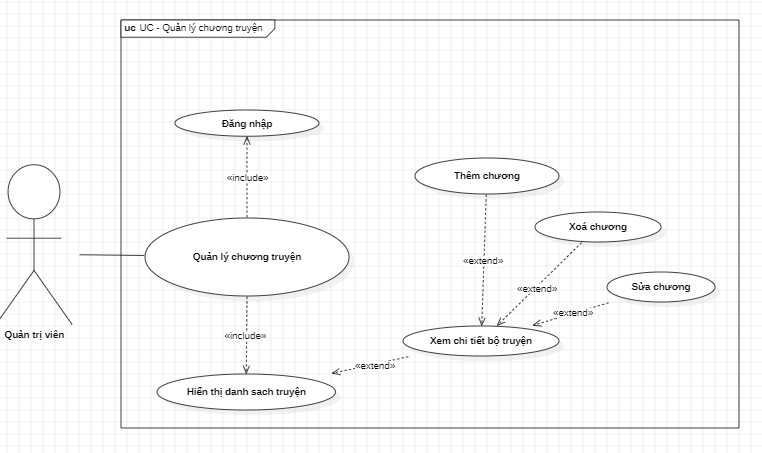 uc UC - Quản lý chương truyện
Đăng nhập
«include»
Thêm chương
Xoá chương
Quản lý chương truyện
«extend»
«extend»
Sửa chương
«extend»
Quản trị viên
«include»
Xem chi tiết bộ truyện
«extend»
Hiển thị danh sach truyện